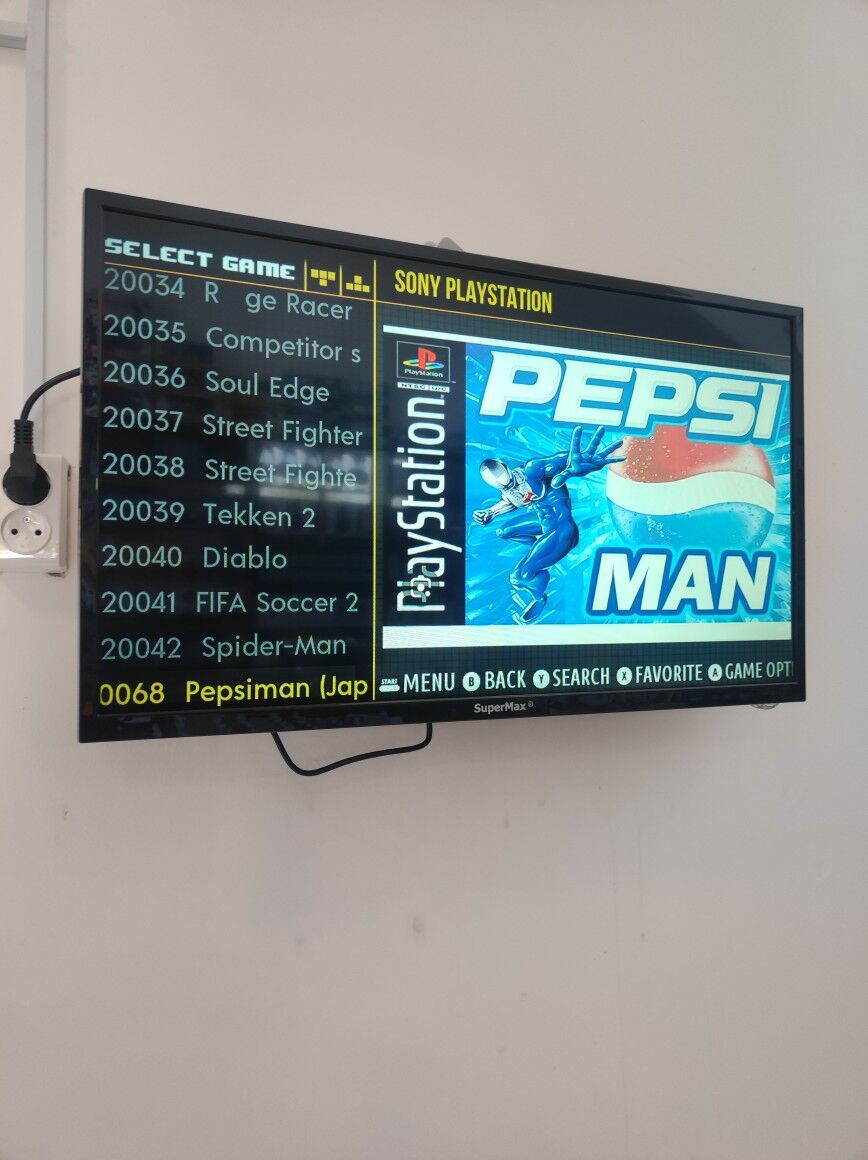 SELECT GAME
20034 R ge Racer
20035 Competitor s
20036 Soul Edge
20037 Street Fighter
20038 Street Fighte
20039 Tekken 2
20040 Diablo
20041 FIFA Soccer 2
20042 Spider-Man
0068 Pepsiman (Jap
SONY PLAYSTATION
PlayStation
NTSC U/C
PlayStation
PEPSI
MAN
START MENU B BACK Y SEARCH X FAVORITE A GAME OPT
SuperMax®